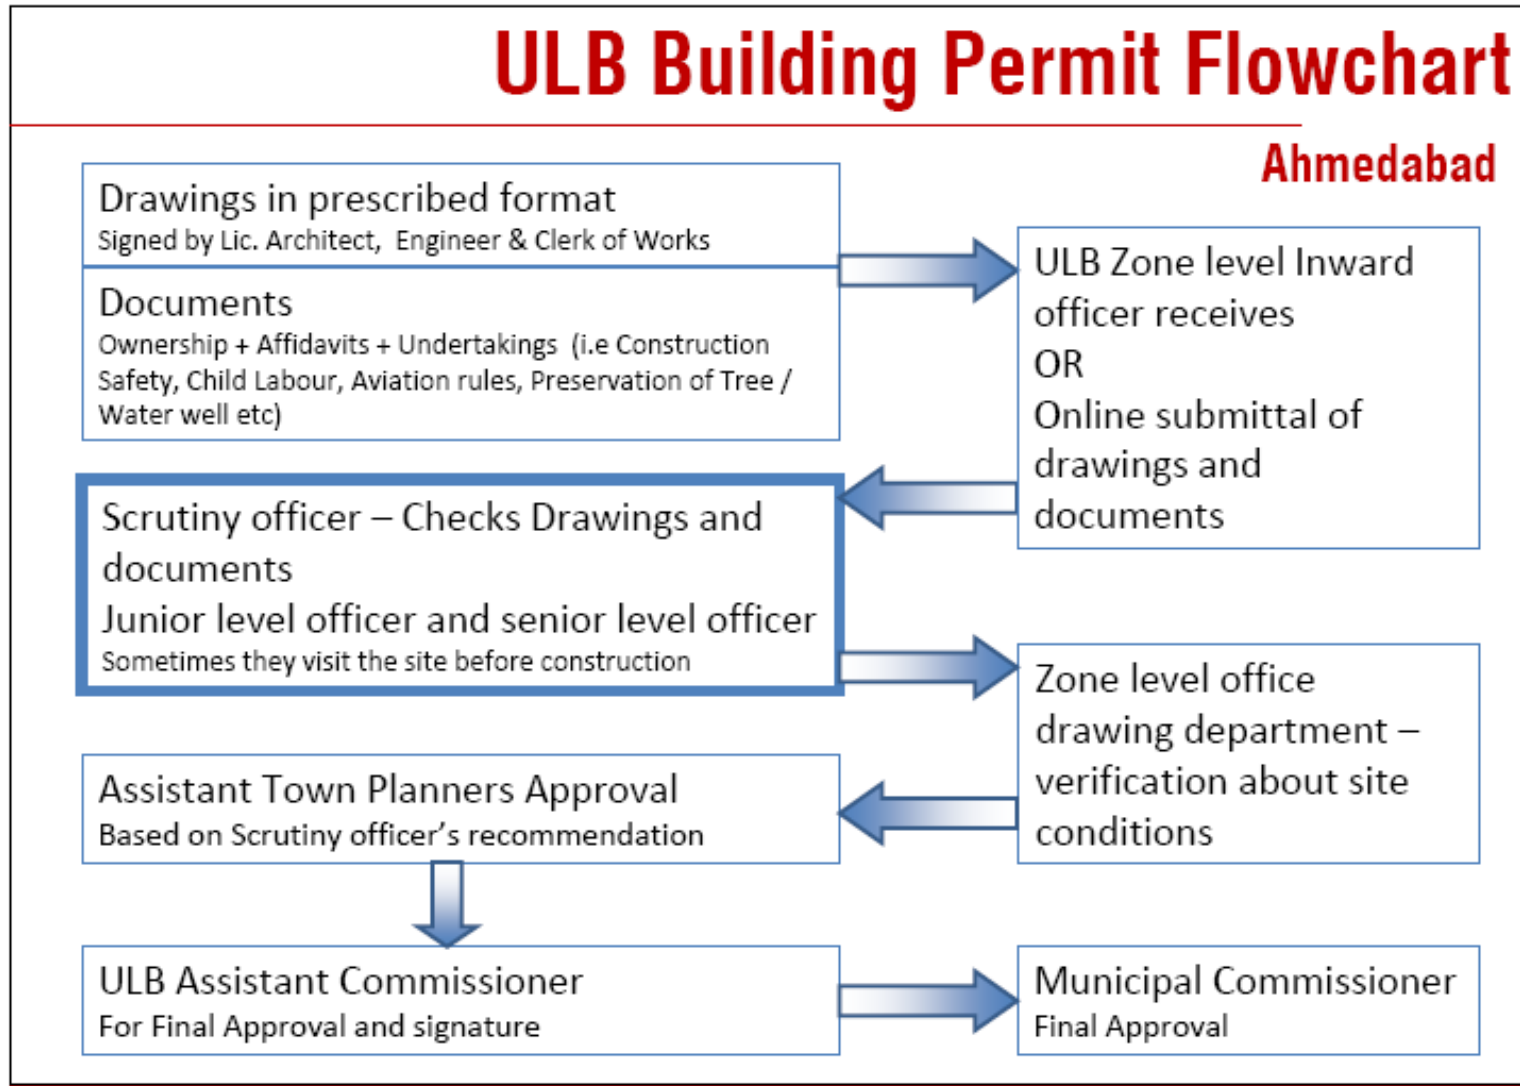 ULB Building Permit Flowchart
Ahmedabad
Drawings in prescribed format
Signed by Lic. Architect, Engineer & Clerk of Works
Documents
Ownership + Affidavits + Undertakings (i.e Construction
Safety, Child Labour, Aviation rules, Preservation of Tree /
Water well etc)
ULB Zone level Inward
officer receives
OR
Online submittal of
drawings and
documents
Scrutiny officer – Checks Drawings and
documents
Junior level officer and senior level officer
Sometimes they visit the site before construction
Zone level office
drawing department –
verification about site
conditions
Assistant Town Planners Approval
Based on Scrutiny officer’s recommendation
ULB Assistant Commissioner
For Final Approval and signature
Municipal Commissioner
Final Approval